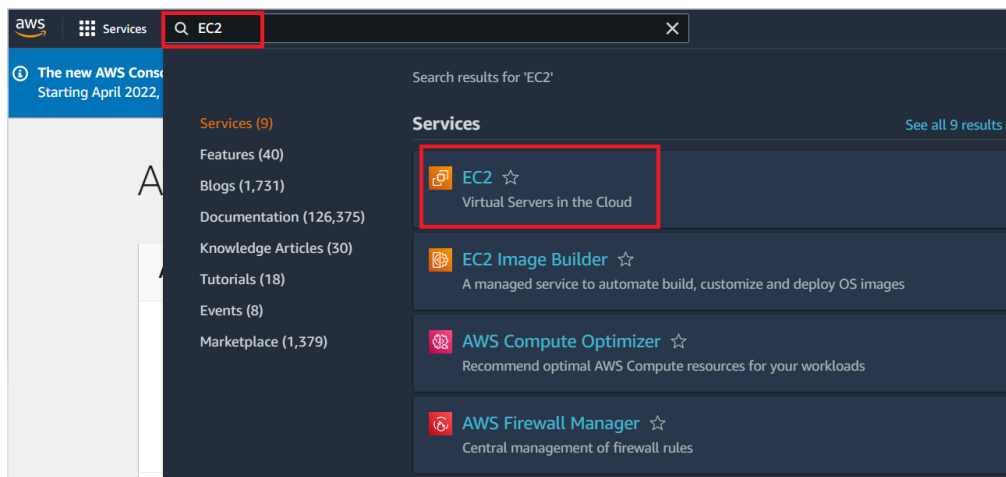 aws
Services
EC2
The new AWS Conso
Starting April 2022,
A
Search results for 'EC2'
Services (9)
Features (40)
Blogs (1,731)
Documentation (126,375)
Knowledge Articles (30)
Tutorials (18)
Events (8)
Marketplace (1,379)
Services
See all 9 results
EC2
Virtual Servers in the Cloud
EC2 Image Builder
A managed service to automate build, customize and deploy OS images
AWS Compute Optimizer
Recommend optimal AWS Compute resources for your workloads
AWS Firewall Manager
Central management of firewall rules